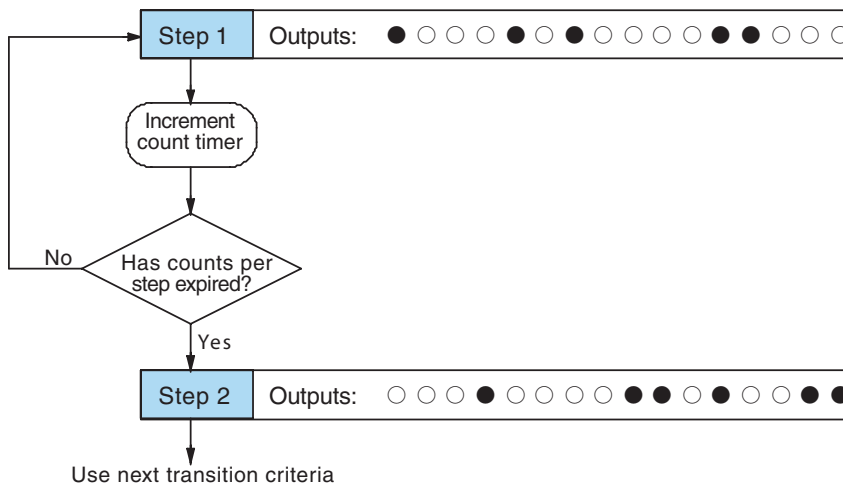 Step 1 Outputs:
Increment
count timer
No
Has counts per
step expired?
Yes
Step 2 Outputs:
Use next transition criteria